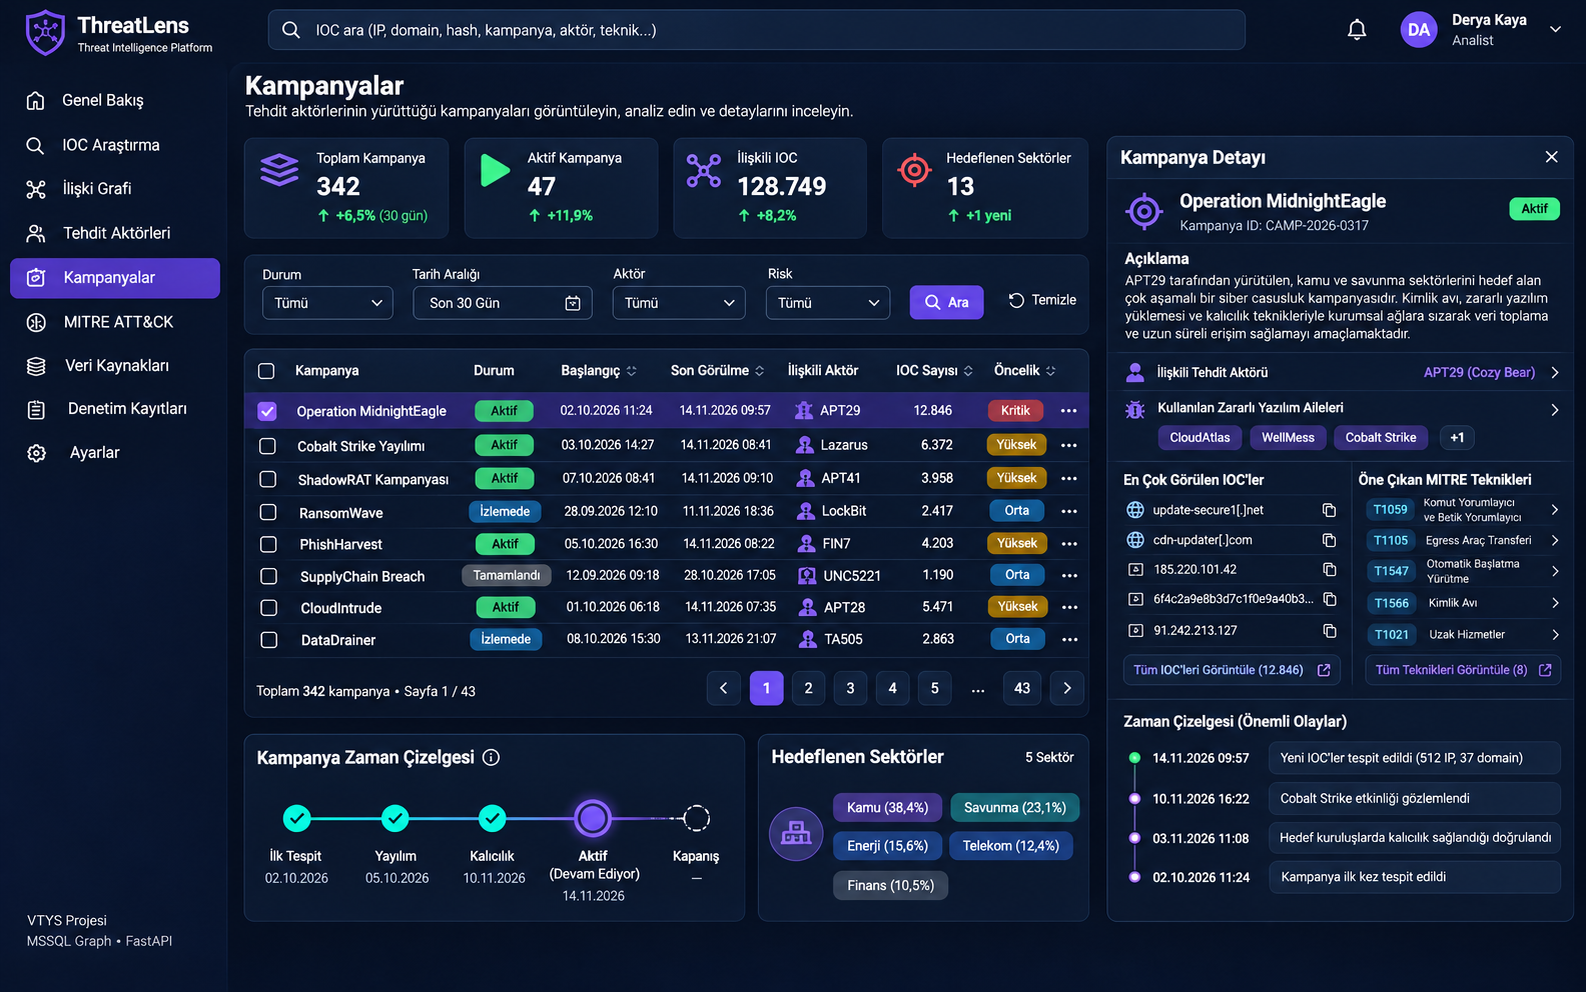 ThreatLens
Threat Intelligence Platform
IOC ara (IP, domain, hash, kampanya, aktör, teknik...)
DA
Derya Kaya
Analist
Genel Bakış
IOC Araştırma
İlişki Grafi
Tehdit Aktörleri
Kampanyalar
MITRE ATT&CK
Veri Kaynakları
Denetim Kayıtları
Ayarlar
VTYS Projesi
MSSQL Graph • FastAPI
Kampanyalar
Tehdit aktörlerinin yürüttüğü kampanyaları görüntüleyin, analiz edin ve detaylarını inceleyin.
Toplam Kampanya
342
↑ +6,5% (30 gün)
Aktif Kampanya
47
↑ +11,9%
İlişkili IOC
128.749
↑ +8,2%
Hedeflenen Sektörler
13
↑ +1 yeni
Durum Tarih Aralığı Aktör Risk
Tümü Son 30 Gün Tümü Tümü Ara Temizle
Kampanya Durum Başlangıç Son Görülme İlişkili Aktör IOC Sayısı Öncelik
Operation MidnightEagle Aktif 02.10.2026 11:24 14.11.2026 09:57 APT29 12.846 Kritik
Cobalt Strike Yayılımı Aktif 03.10.2026 14:27 14.11.2026 08:41 Lazarus 6.372 Yüksek
ShadowRAT Kampanyası Aktif 07.10.2026 08:41 14.11.2026 09:10 APT41 3.958 Yüksek
RansomWave İzlemede 28.09.2026 12:10 11.11.2026 18:36 LockBit 2.417 Orta
PhishHarvest Aktif 05.10.2026 16:30 14.11.2026 08:22 FIN7 4.203 Yüksek
SupplyChain Breach Tamamlandı 12.09.2026 09:18 28.10.2026 17:05 UNC5221 1.190 Orta
CloudIntrude Aktif 01.10.2026 06:18 14.11.2026 07:35 APT28 5.471 Yüksek
DataDrainer İzlemede 08.10.2026 15:30 13.11.2026 21:07 TA505 2.863 Orta
Toplam 342 kampanya • Sayfa 1 / 43
1 2 3 4 5 ... 43
Kampanya Zaman Çizelgesi
İlk Tespit
02.10.2026
Yayılım
05.10.2026
Kalıcılık
10.11.2026
Aktif
(Devam Ediyor)
14.11.2026
Kapanış
—
Hedeflenen Sektörler
5 Sektör
Kamu (38,4%) Savunma (23,1%)
Enerji (15,6%) Telekom (12,4%)
Finans (10,5%)
Kampanya Detayı
Operation MidnightEagle
Aktif
Kampanya ID: CAMP-2026-0317
Açıklama
APT29 tarafından yürütülen, kamu ve savunma sektörlerini hedef alan
çok aşamalı bir siber casusluk kampanyasıdır. Kimlik avı, zararlı yazılım
yüklemesi ve kalıcılık teknikleriyle kurumsal ağlara sızarak veri toplama
ve uzun süreli erişim sağlamayı amaçlamaktadır.
İlişkili Tehdit Aktörü APT29 (Cozy Bear)
Kullanılan Zararlı Yazılım Aileleri
CloudAtlas WellMess Cobalt Strike +1
En Çok Görülen IOC'ler
update-secure1[.]net
cdn-updater[.]com
185.220.101.42
6f4c2a9e8b3d7c1f0e9a40b3...
91.242.213.127
Tüm IOC'leri Görüntüle (12.846)
Öne Çıkan MITRE Teknikleri
T1059 Komut Yorumlayıcı
ve Betik Yorumlayıcı
T1105 Egress Araç Transferi
T1547 Otomatik Başlatma
Yürütme
T1566 Kimlik Avı
T1021 Uzak Hizmetler
Tüm Teknikleri Görüntüle (8)
Zaman Çizelgesi (Önemli Olaylar)
14.11.2026 09:57 Yeni IOC'ler tespit edildi (512 IP, 37 domain)
10.11.2026 16:22 Cobalt Strike etkinliği gözlemlendi
03.11.2026 11:08 Hedef kuruluşlarda kalıcılık sağlandığı doğrulandı
02.10.2026 11:24 Kampanya ilk kez tespit edildi